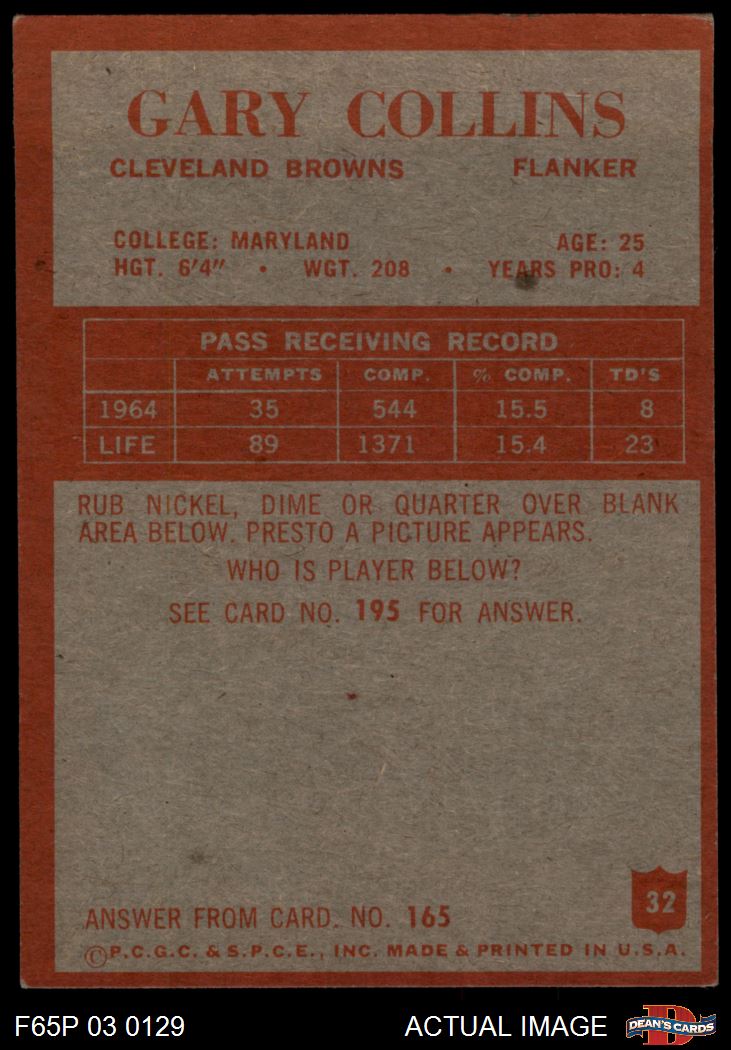 GARY COLLINS
CLEVELAND BROWNS FLANKER
COLLEGE: MARYLAND AGE: 25
HGT. 6'4" • WGT. 208 • YEARS PRO: 4
PASS RECEIVING RECORD
ATTEMPTS COMP. % COMP. TD'S
1964 35 544 15.5 8
LIFE 89 1371 15.4 23
RUB NICKEL, DIME OR QUARTER OVER BLANK
AREA BELOW. PRESTO A PICTURE APPEARS.
WHO IS PLAYER BELOW?
SEE CARD NO. 195 FOR ANSWER.
32
ANSWER FROM CARD. NO. 165
©P.C.G.C. & S.P.C.E., INC. MADE & PRINTED IN U.S.A.
F65P 03 0129 ACTUAL IMAGE D DEAN'S CARDS